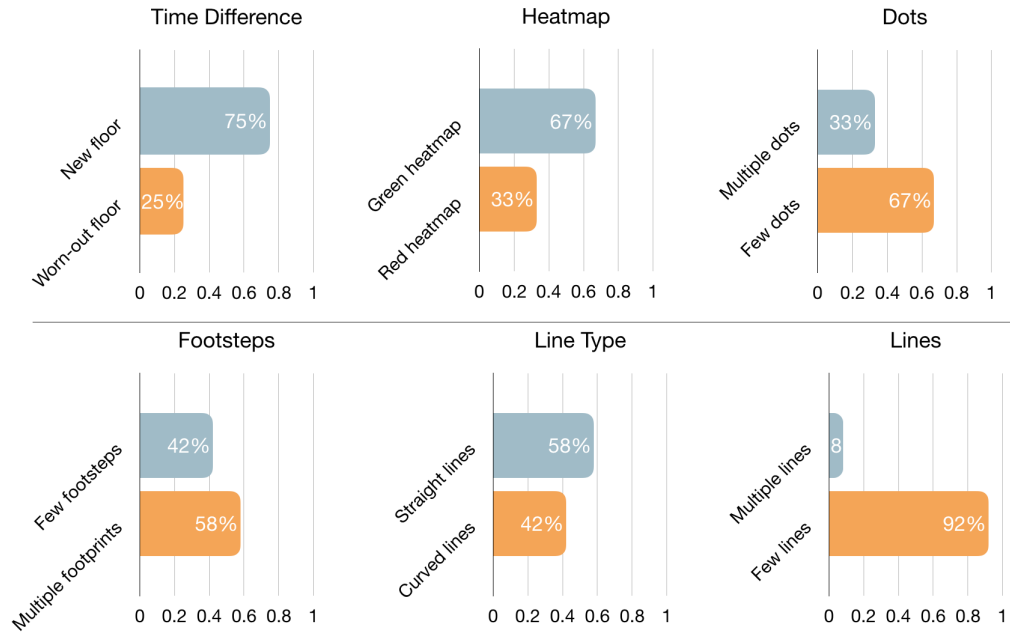 Time Difference
Heatmap
Dots
New floor
75%
Worn-out floor
25%
0 0.2 0.4 0.6 0.8 1
Green heatmap
67%
Red heatmap
33%
0 0.2 0.4 0.6 0.8 1
Multiple dots
33%
Few dots
67%
0 0.2 0.4 0.6 0.8 1
Footsteps
Line Type
Lines
Few footsteps
42%
Multiple footprints
58%
0 0.2 0.4 0.6 0.8 1
Straight lines
58%
Curved lines
42%
0 0.2 0.4 0.6 0.8 1
Multiple lines
8
Few lines
92%
0 0.2 0.4 0.6 0.8 1